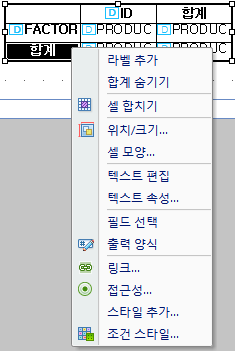 D ID 합계
D FACTOR D PRODUC D PRODUC
합계 D PRODUC D PRODUC
라벨 추가
합계 숨기기
셀 합치기
위치/크기...
셀 모양...
텍스트 편집
텍스트 속성...
필드 선택
출력 양식
링크...
접근성...
스타일 추가...
조건 스타일...